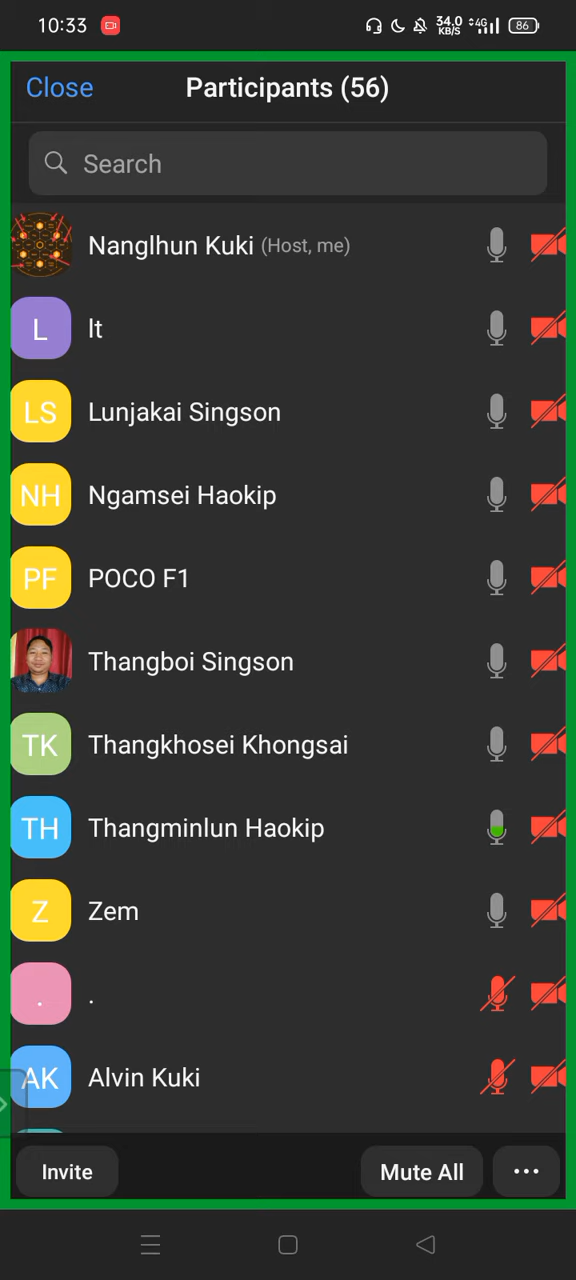 10:33 34.0 KB/S 4G 86
Close Participants (56)
Search
Nanglhun Kuki (Host, me)
L lt
LS Lunjakai Singson
NH Ngamsei Haokip
PF POCO F1
Thangboi Singson
TK Thangkhosei Khongsai
TH Thangminlun Haokip
Z Zem
. .
AK Alvin Kuki
Invite Mute All ...